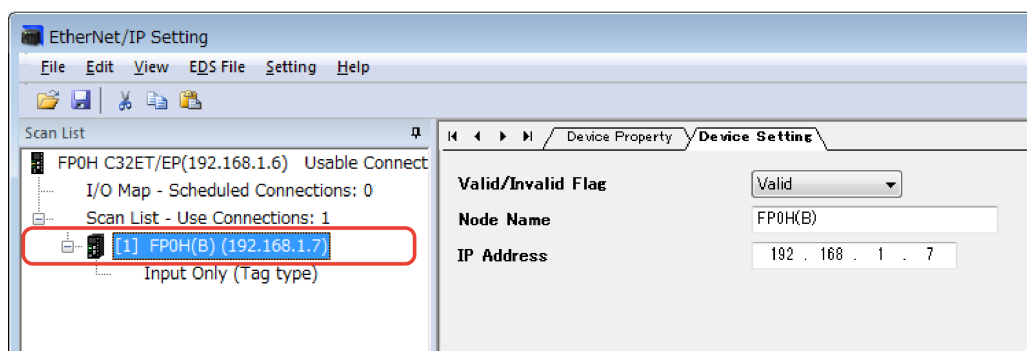 EtherNet/IP Setting
File Edit View EDS File Setting Help
Scan List
Device Property Device Setting
FP0H C32ET/EP(192.168.1.6) Usable Connect
I/O Map - Scheduled Connections: 0
Scan List - Use Connections: 1
[1] FP0H(B) (192.168.1.7)
Input Only (Tag type)
Valid/Invalid Flag Valid
Node Name FP0H(B)
IP Address 192 . 168 . 1 . 7